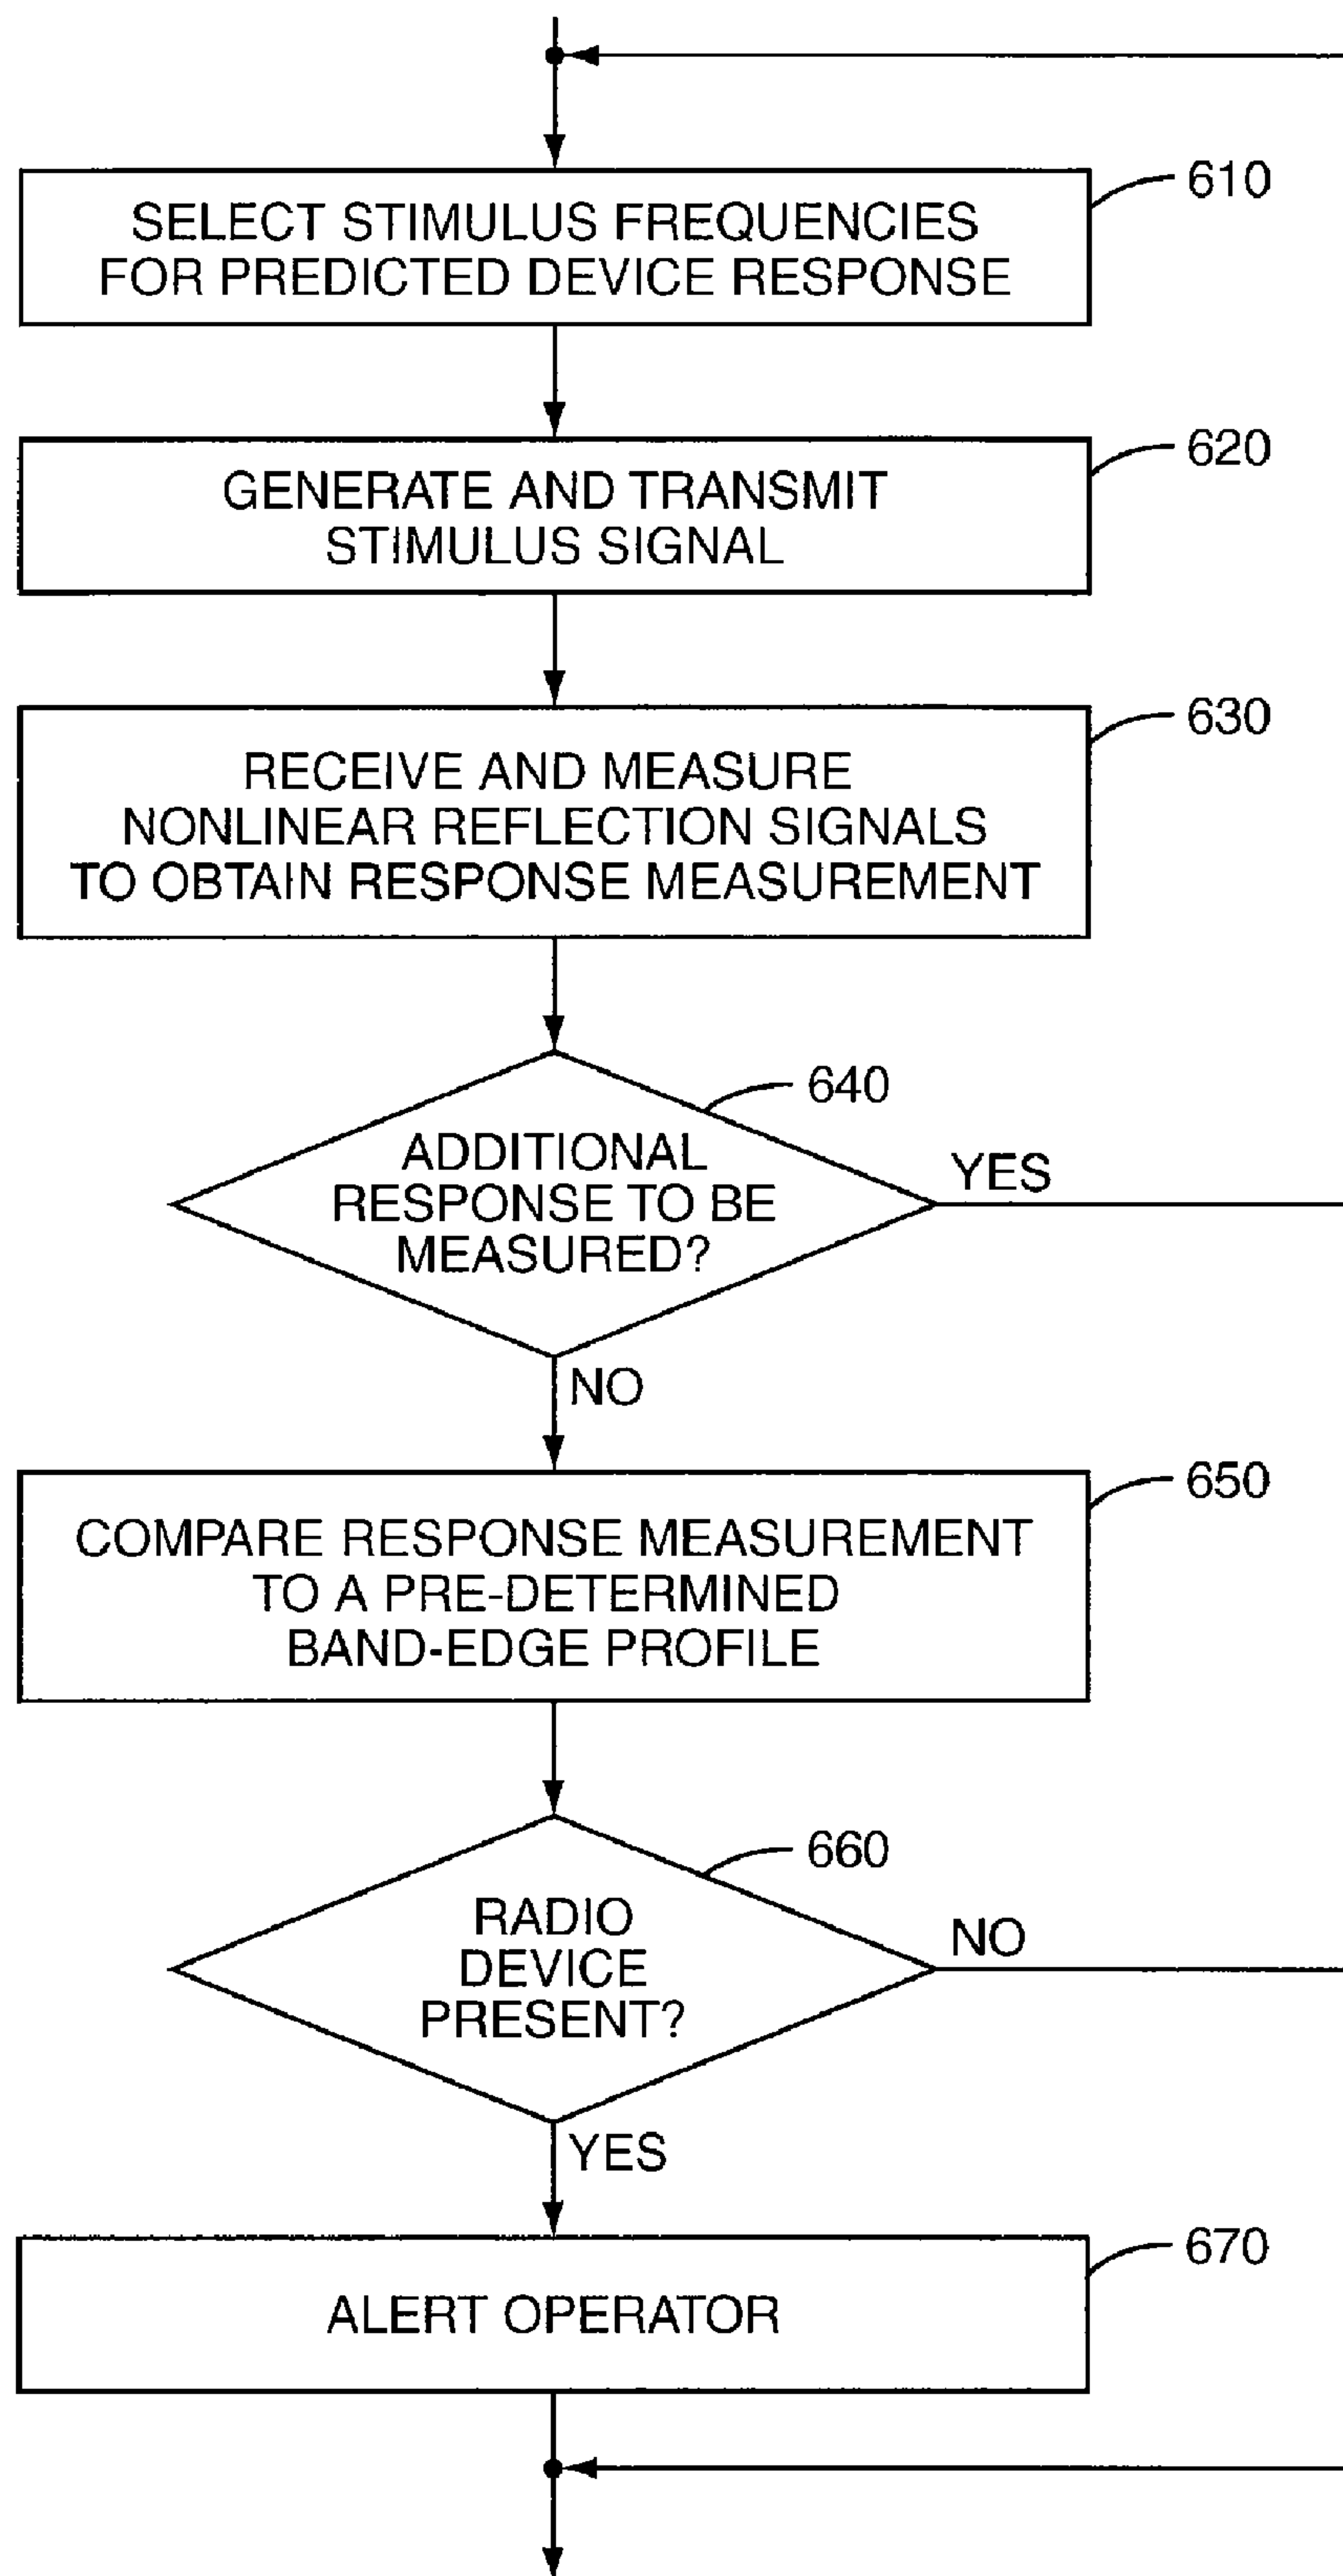 610
SELECT STIMULUS FREQUENCIES
FOR PREDICTED DEVICE RESPONSE
620
GENERATE AND TRANSMIT
STIMULUS SIGNAL
630
RECEIVE AND MEASURE
NONLINEAR REFLECTION SIGNALS
TO OBTAIN RESPONSE MEASUREMENT
640
ADDITIONAL
RESPONSE TO BE
MEASURED?
YES
NO
650
COMPARE RESPONSE MEASUREMENT
TO A PRE-DETERMINED
BAND-EDGE PROFILE
660
RADIO
DEVICE
PRESENT?
NO
YES
670
ALERT OPERATOR